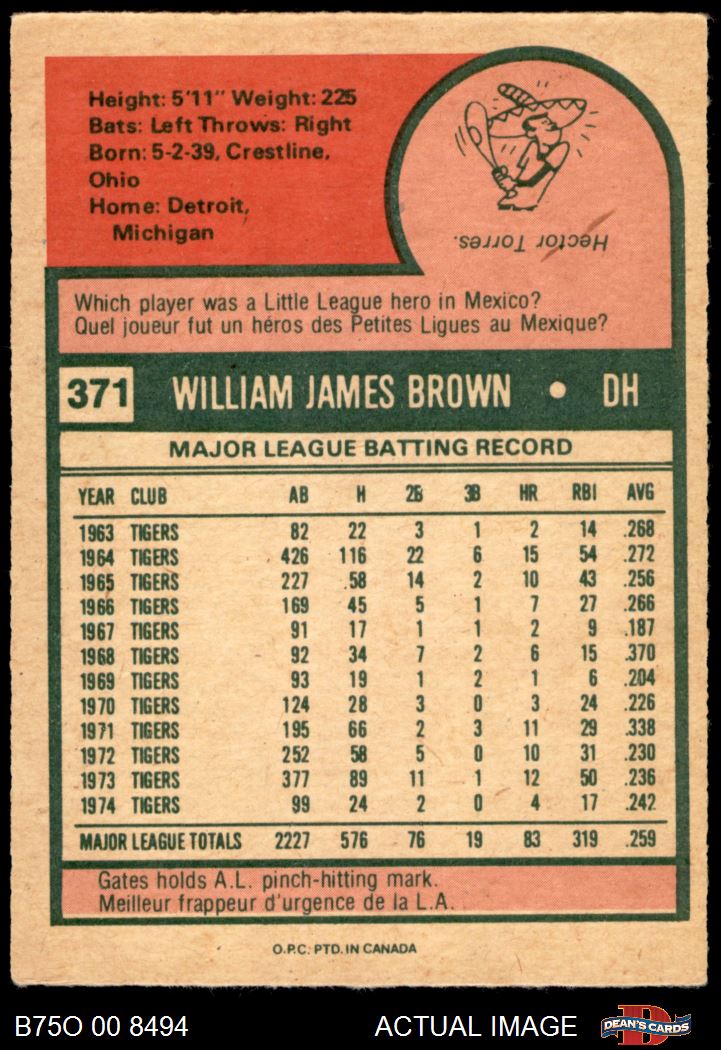 Height: 5'11" Weight: 225
Bats: Left Throws: Right
Born: 5-2-39, Crestline,
Ohio
Home: Detroit,
Michigan
Hector Torres.
Which player was a Little League hero in Mexico?
Quel joueur fut un héros des Petites Ligues au Mexique?
371 WILLIAM JAMES BROWN • DH
MAJOR LEAGUE BATTING RECORD
YEAR CLUB AB H 2B 3B HR RBI AVG
1963 TIGERS 82 22 3 1 2 14 .268
1964 TIGERS 426 116 22 6 15 54 .272
1965 TIGERS 227 58 14 2 10 43 .256
1966 TIGERS 169 45 5 1 7 27 .266
1967 TIGERS 91 17 1 1 2 9 .187
1968 TIGERS 92 34 7 2 6 15 .370
1969 TIGERS 93 19 1 2 1 6 .204
1970 TIGERS 124 28 3 0 3 24 .226
1971 TIGERS 195 66 2 3 11 29 .338
1972 TIGERS 252 58 5 0 10 31 .230
1973 TIGERS 377 89 11 1 12 50 .236
1974 TIGERS 99 24 2 0 4 17 .242
MAJOR LEAGUE TOTALS 2227 576 76 19 83 319 .259
Gates holds A.L. pinch-hitting mark.
Meilleur frappeur d'urgence de la L.A.
O.P.C. PTD. IN CANADA
B75O 00 8494 ACTUAL IMAGE DEAN'S CARDS